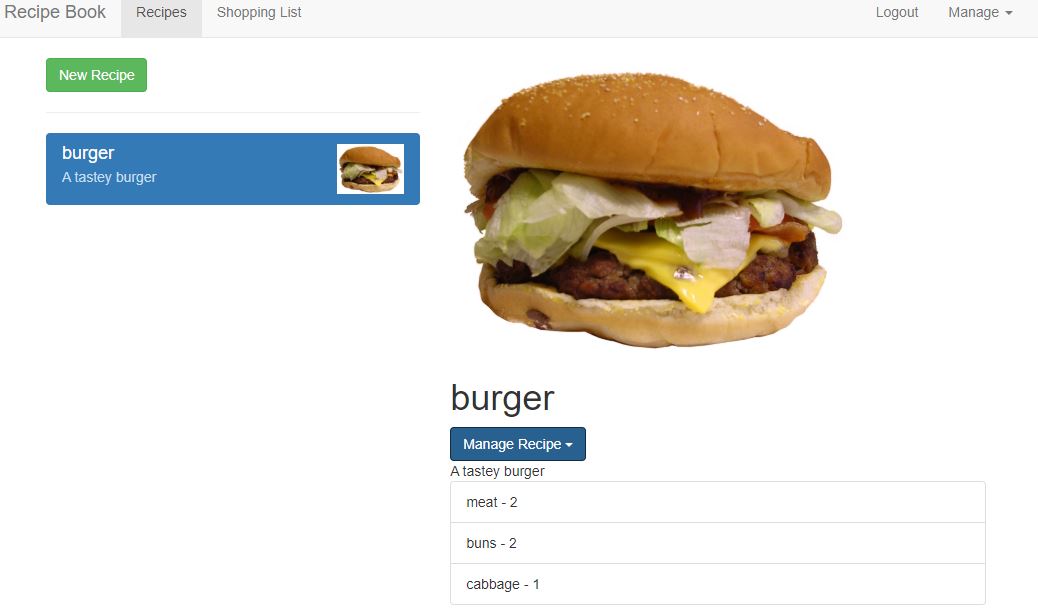 Recipe Book Recipes Shopping List Logout Manage
New Recipe
burger
A tastey burger
burger
Manage Recipe
A tastey burger
meat - 2
buns - 2
cabbage - 1